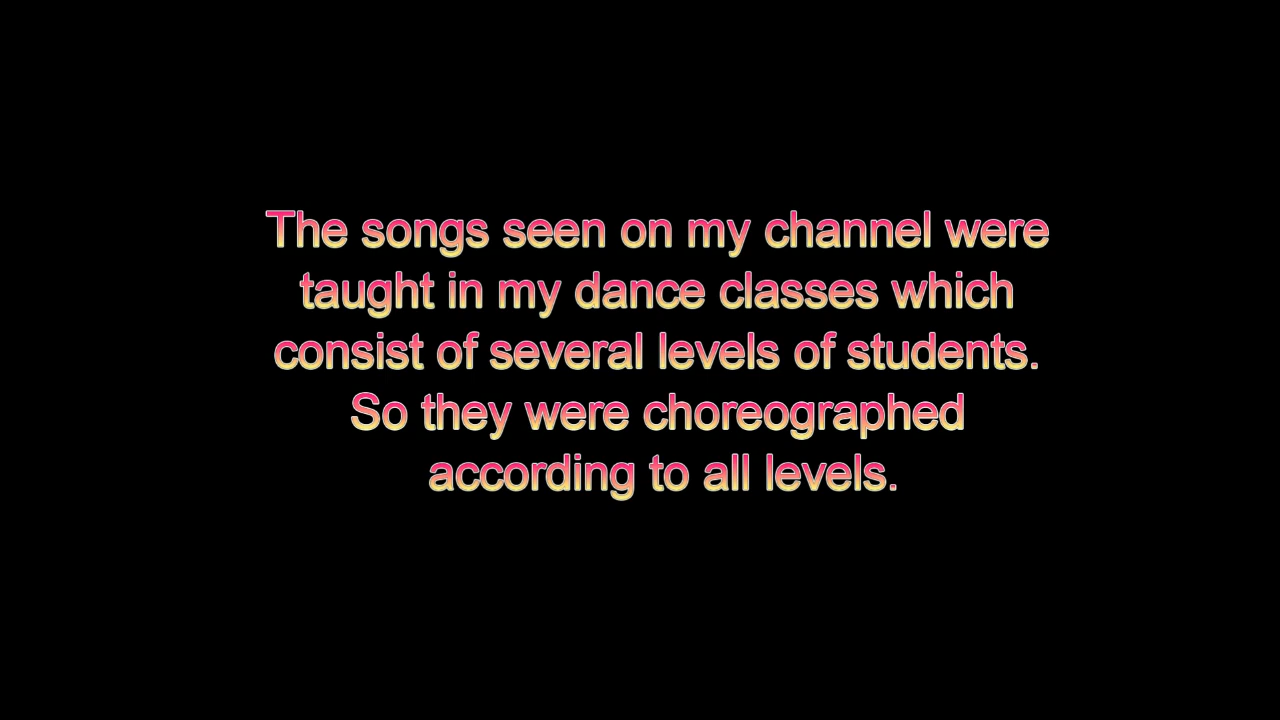 The songs seen on my channel were
taught in my dance classes which
consist of several levels of students.
So they were choreographed
according to all levels.